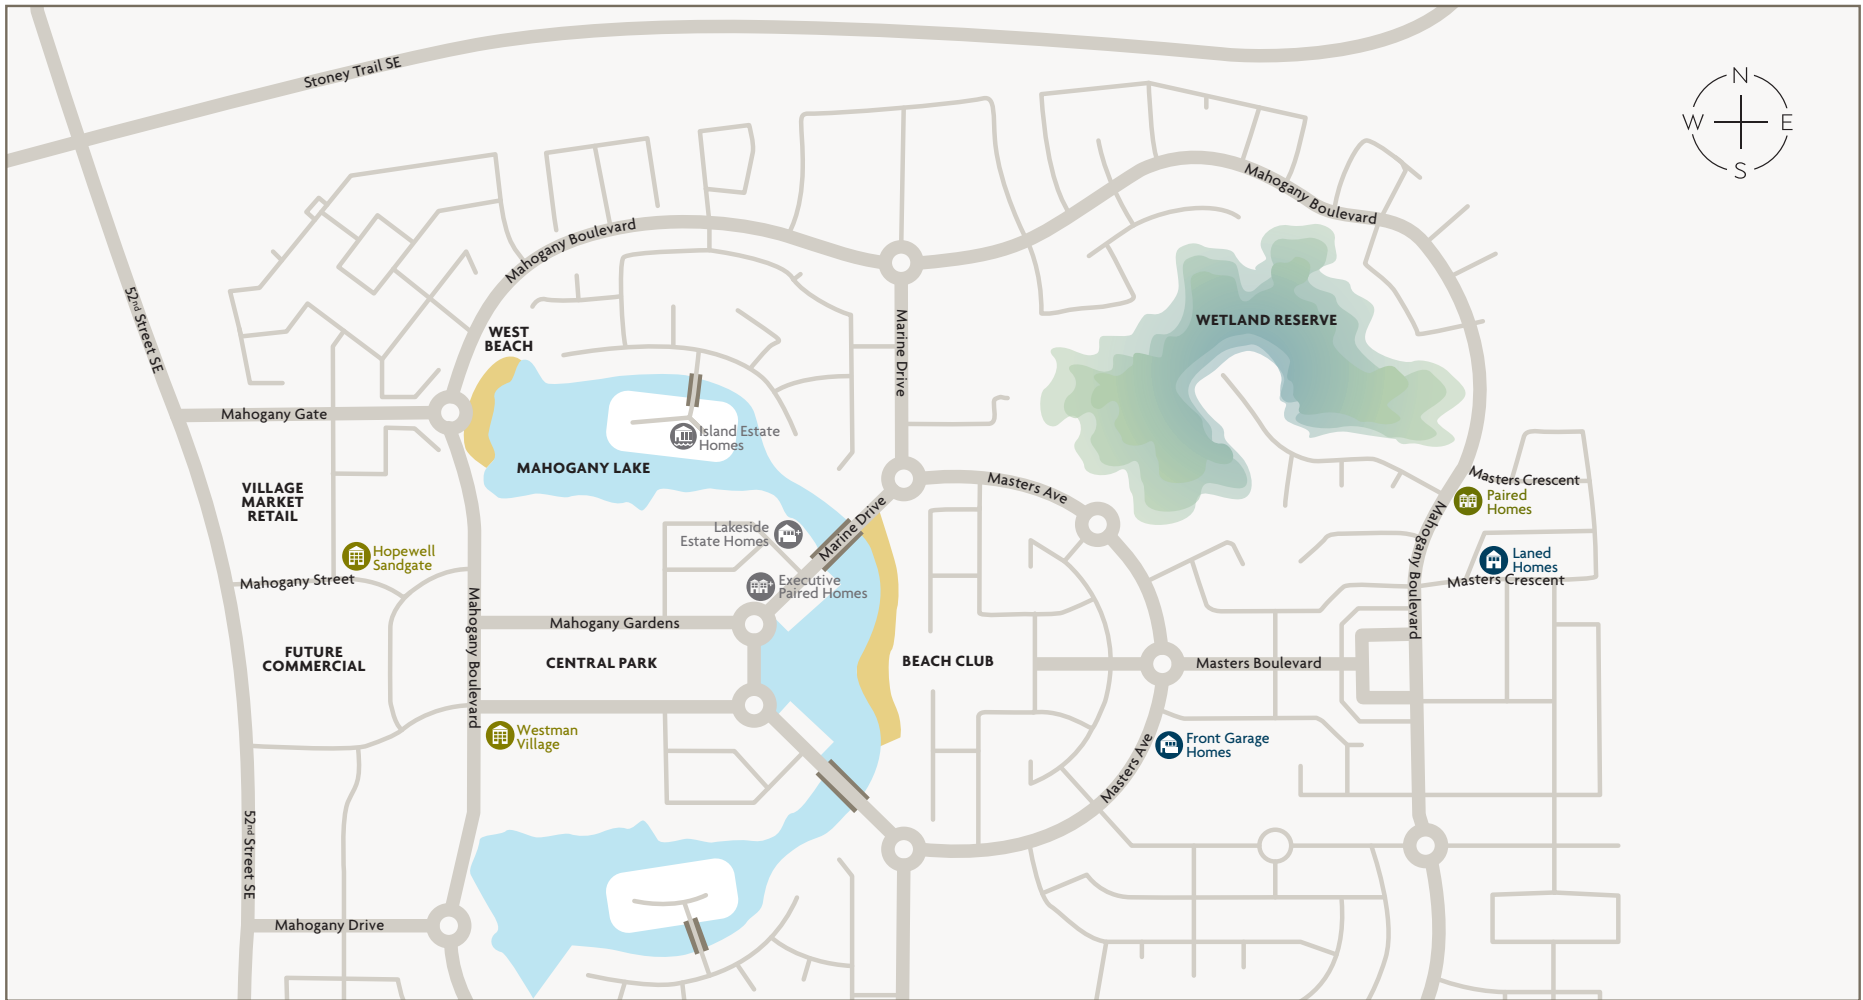 Stoney Trail SE
N
W E
S
Mahogany Boulevard
Mahogany Boulevard
52nd Street SE
WEST
BEACH
Marine Drive
WETLAND RESERVE
Mahogany Gate
Island Estate
Homes
MAHOGANY LAKE
VILLAGE
MARKET
RETAIL
Masters Ave
Masters Crescent
Paired
Homes
Lakeside
Estate Homes
Marine Drive
Mahogany Boulevard
Hopewell
Sandgate
Laned
Homes
Mahogany Street
Masters Crescent
Executive
Paired Homes
Mahogany Gardens
Mahogany Boulevard
FUTURE
COMMERCIAL
CENTRAL PARK
BEACH CLUB
Masters Boulevard
Westman
Village
Front Garage
Homes
Masters Ave
52nd Street SE
Mahogany Drive